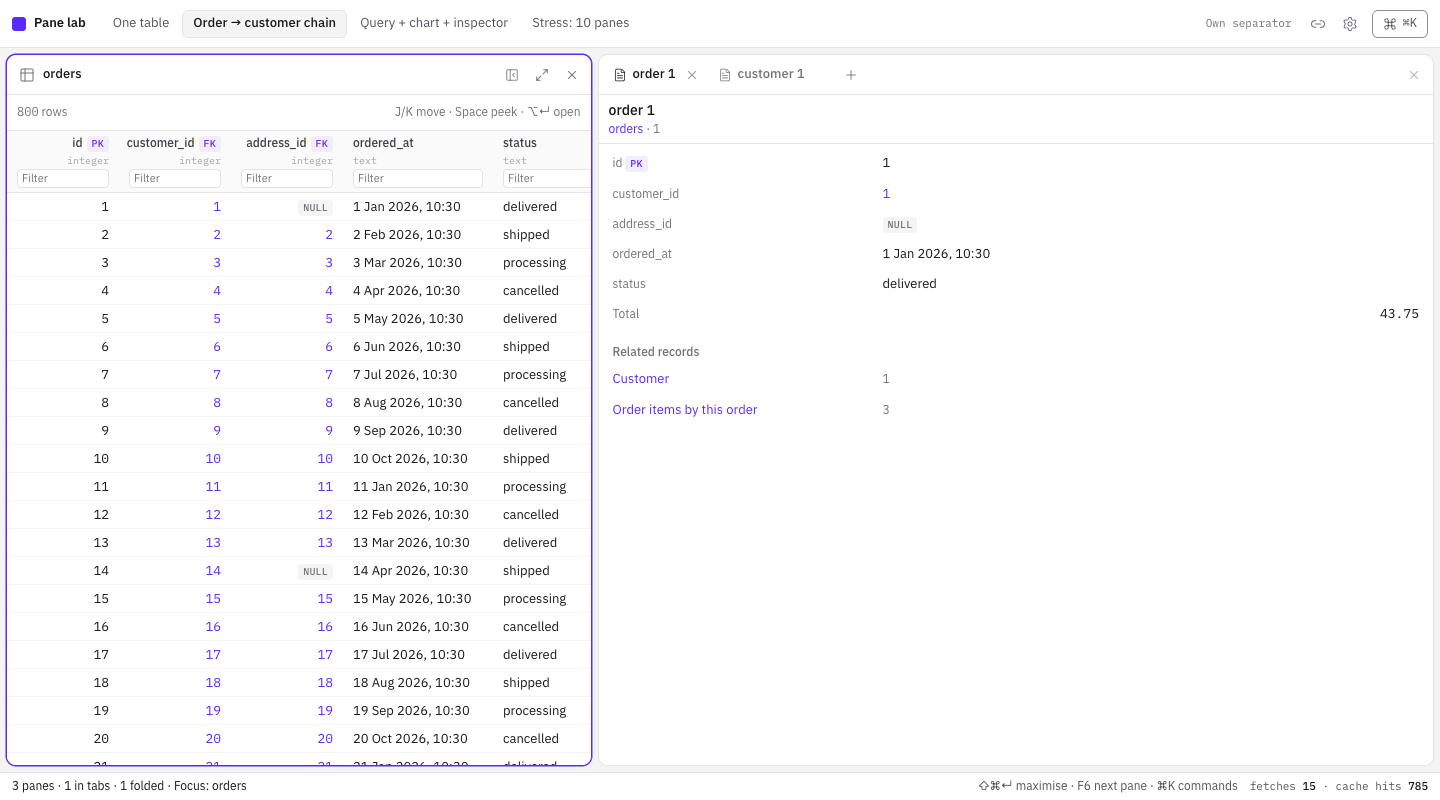 Pane lab One table Order → customer chain Query + chart + inspector Stress: 10 panes Own separator ⌘ ⌘K
orders
800 rows J/K move · Space peek · ⌥↵ open
id PK customer_id FK address_id FK ordered_at status
integer integer integer text text
Filter Filter Filter Filter Filter
1 1 NULL 1 Jan 2026, 10:30 delivered
2 2 2 2 Feb 2026, 10:30 shipped
3 3 3 3 Mar 2026, 10:30 processing
4 4 4 4 Apr 2026, 10:30 cancelled
5 5 5 5 May 2026, 10:30 delivered
6 6 6 6 Jun 2026, 10:30 shipped
7 7 7 7 Jul 2026, 10:30 processing
8 8 8 8 Aug 2026, 10:30 cancelled
9 9 9 9 Sep 2026, 10:30 delivered
10 10 10 10 Oct 2026, 10:30 shipped
11 11 11 11 Jan 2026, 10:30 processing
12 12 12 12 Feb 2026, 10:30 cancelled
13 13 13 13 Mar 2026, 10:30 delivered
14 14 NULL 14 Apr 2026, 10:30 shipped
15 15 15 15 May 2026, 10:30 processing
16 16 16 16 Jun 2026, 10:30 cancelled
17 17 17 17 Jul 2026, 10:30 delivered
18 18 18 18 Aug 2026, 10:30 shipped
19 19 19 19 Sep 2026, 10:30 processing
20 20 20 20 Oct 2026, 10:30 cancelled
order 1 customer 1
order 1
orders · 1
id PK 1
customer_id 1
address_id NULL
ordered_at 1 Jan 2026, 10:30
status delivered
Total 43.75
Related records
Customer 1
Order items by this order 3
3 panes · 1 in tabs · 1 folded · Focus: orders ⇧⌘↵ maximise · F6 next pane · ⌘K commands fetches 15 · cache hits 785